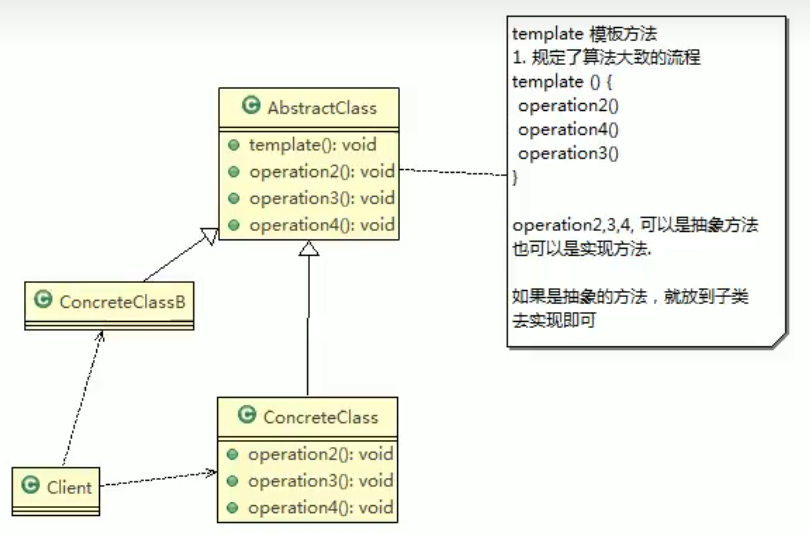 template 模板方法
1. 规定了算法大致的流程
template () {
operation2()
operation4()
operation3()
}
operation2,3,4, 可以是抽象方法
也可以是实现方法.
如果是抽象的方法，就放到子类
去实现即可
C AbstractClass
template(): void
operation2(): void
operation3(): void
operation4(): void
C ConcreteClassB
C ConcreteClass
operation2(): void
operation3(): void
operation4(): void
C Client